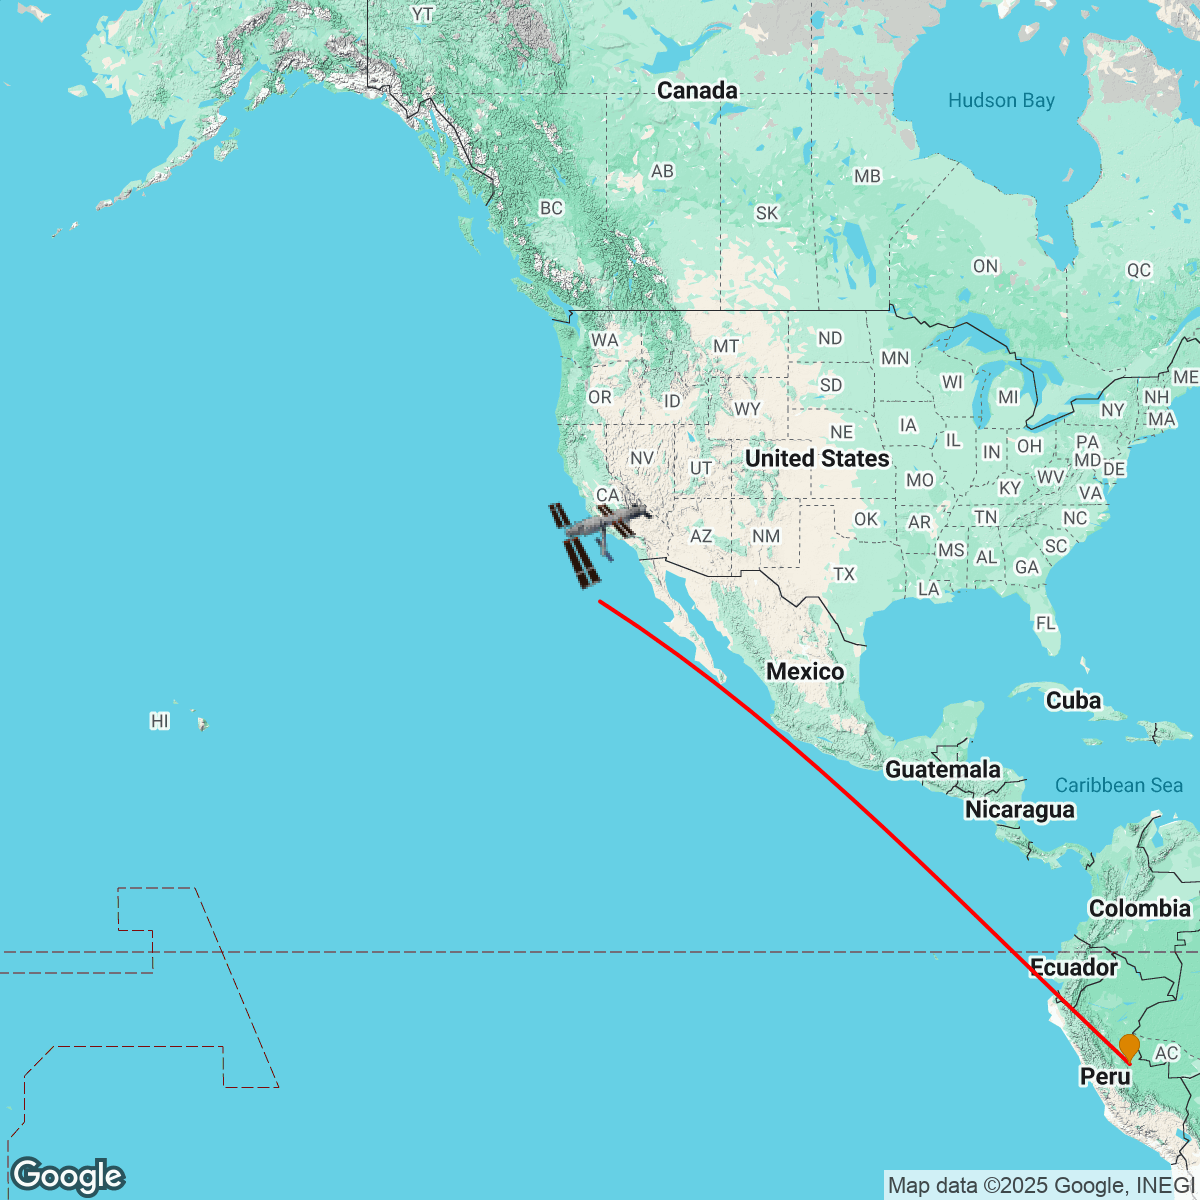 YT
Canada
Hudson Bay
AB
MB
BC
SK
ON
QC
WA
MT
ND
MN
ME
OR
ID
WY
SD
WI
MI
NY
NH
MA
NE
IA
IL
IN
OH
PA
MD
DE
NV
UT
United States
MO
KY
WV
VA
CA
AZ
NM
OK
AR
TN
NC
SC
MS
AL
GA
TX
LA
FL
Mexico
Cuba
HI
Guatemala
Caribbean Sea
Nicaragua
Colombia
Ecuador
AC
Peru
Google
Map data ©2025 Google, INEGI